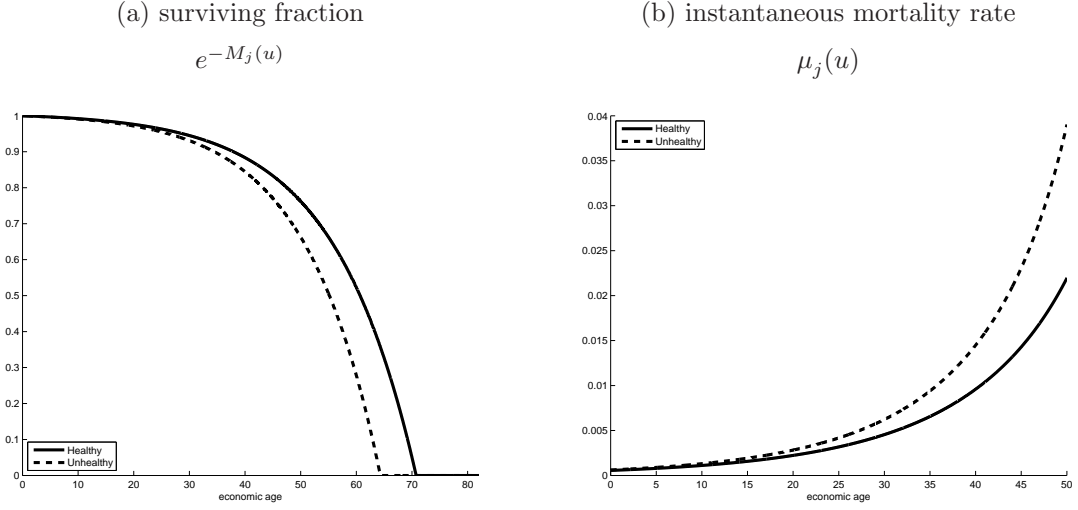 (a) surviving fraction
e^{-M_j(u)}
1
0.9
0.8
0.7
0.6
0.5
0.4
0.3
0.2
0.1
0
Healthy
Unhealthy
0 10 20 30 40 50 60 70 80
economic age
(b) instantaneous mortality rate
μ_j(u)
0.04
0.035
0.03
0.025
0.02
0.015
0.01
0.005
0
Healthy
Unhealthy
0 5 10 15 20 25 30 35 40 45 50
economic age